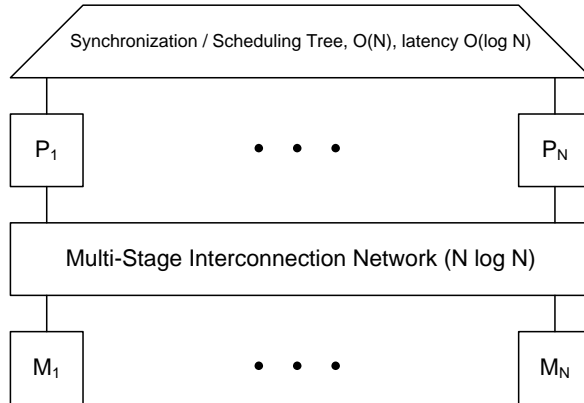 Synchronization / Scheduling Tree, O(N), latency O(log N)
P₁ • • • Pₙ
Multi-Stage Interconnection Network (N log N)
M₁ • • • Mₙ